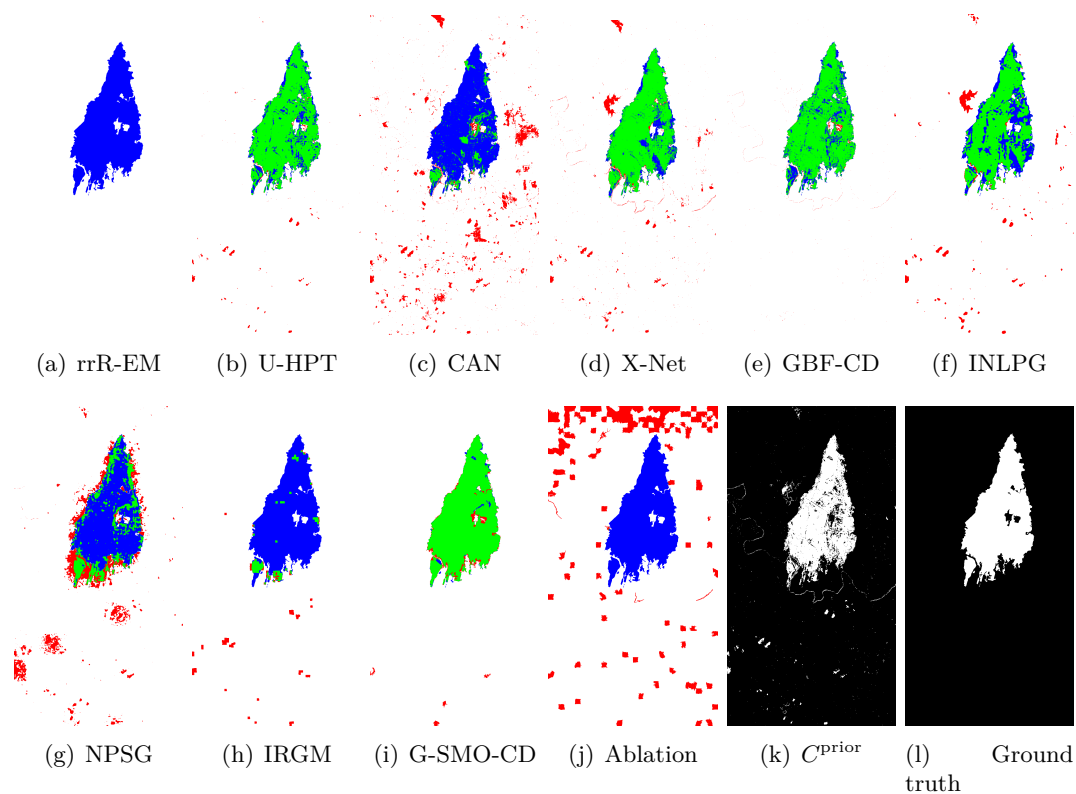 (a) rrR-EM
(b) U-HPT
(c) CAN
(d) X-Net
(e) GBF-CD
(f) INLPG
(g) NPSG
(h) IRGM
(i) G-SMO-CD
(j) Ablation
(k) C^prior
(l) Ground
truth